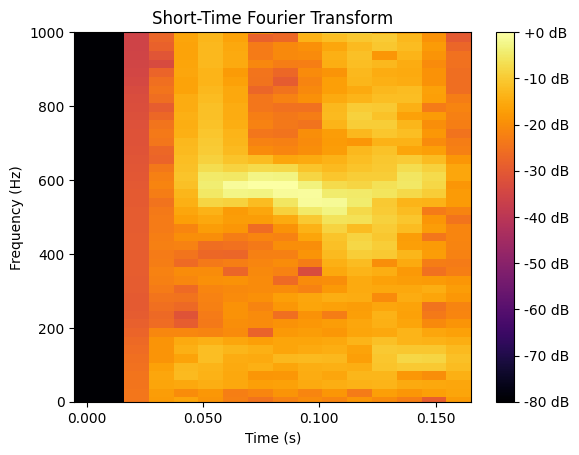 Short-Time Fourier Transform
1000
800
600
400
200
0
Frequency (Hz)
0.000
0.050
0.100
0.150
Time (s)
+0 dB
-10 dB
-20 dB
-30 dB
-40 dB
-50 dB
-60 dB
-70 dB
-80 dB